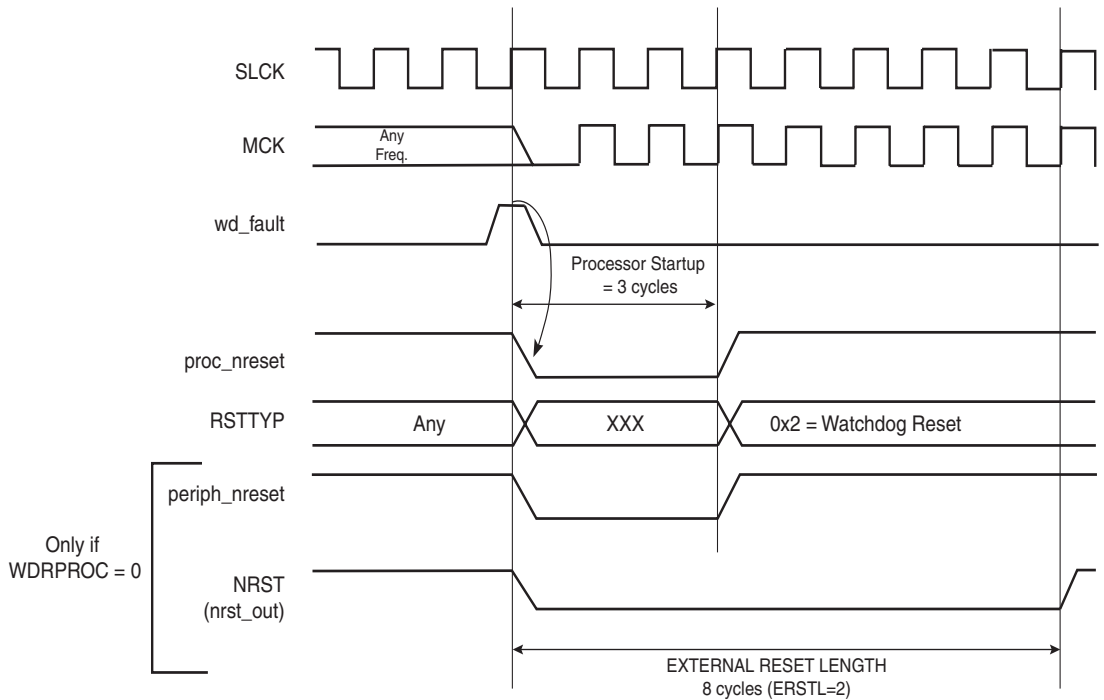 SLCK
MCK
Any
Freq.
wd_fault
Processor Startup
= 3 cycles
proc_nreset
RSTTYP
Any
XXX
0x2 = Watchdog Reset
periph_nreset
Only if
WDRPROC = 0
NRST
(nrst_out)
EXTERNAL RESET LENGTH
8 cycles (ERSTL=2)